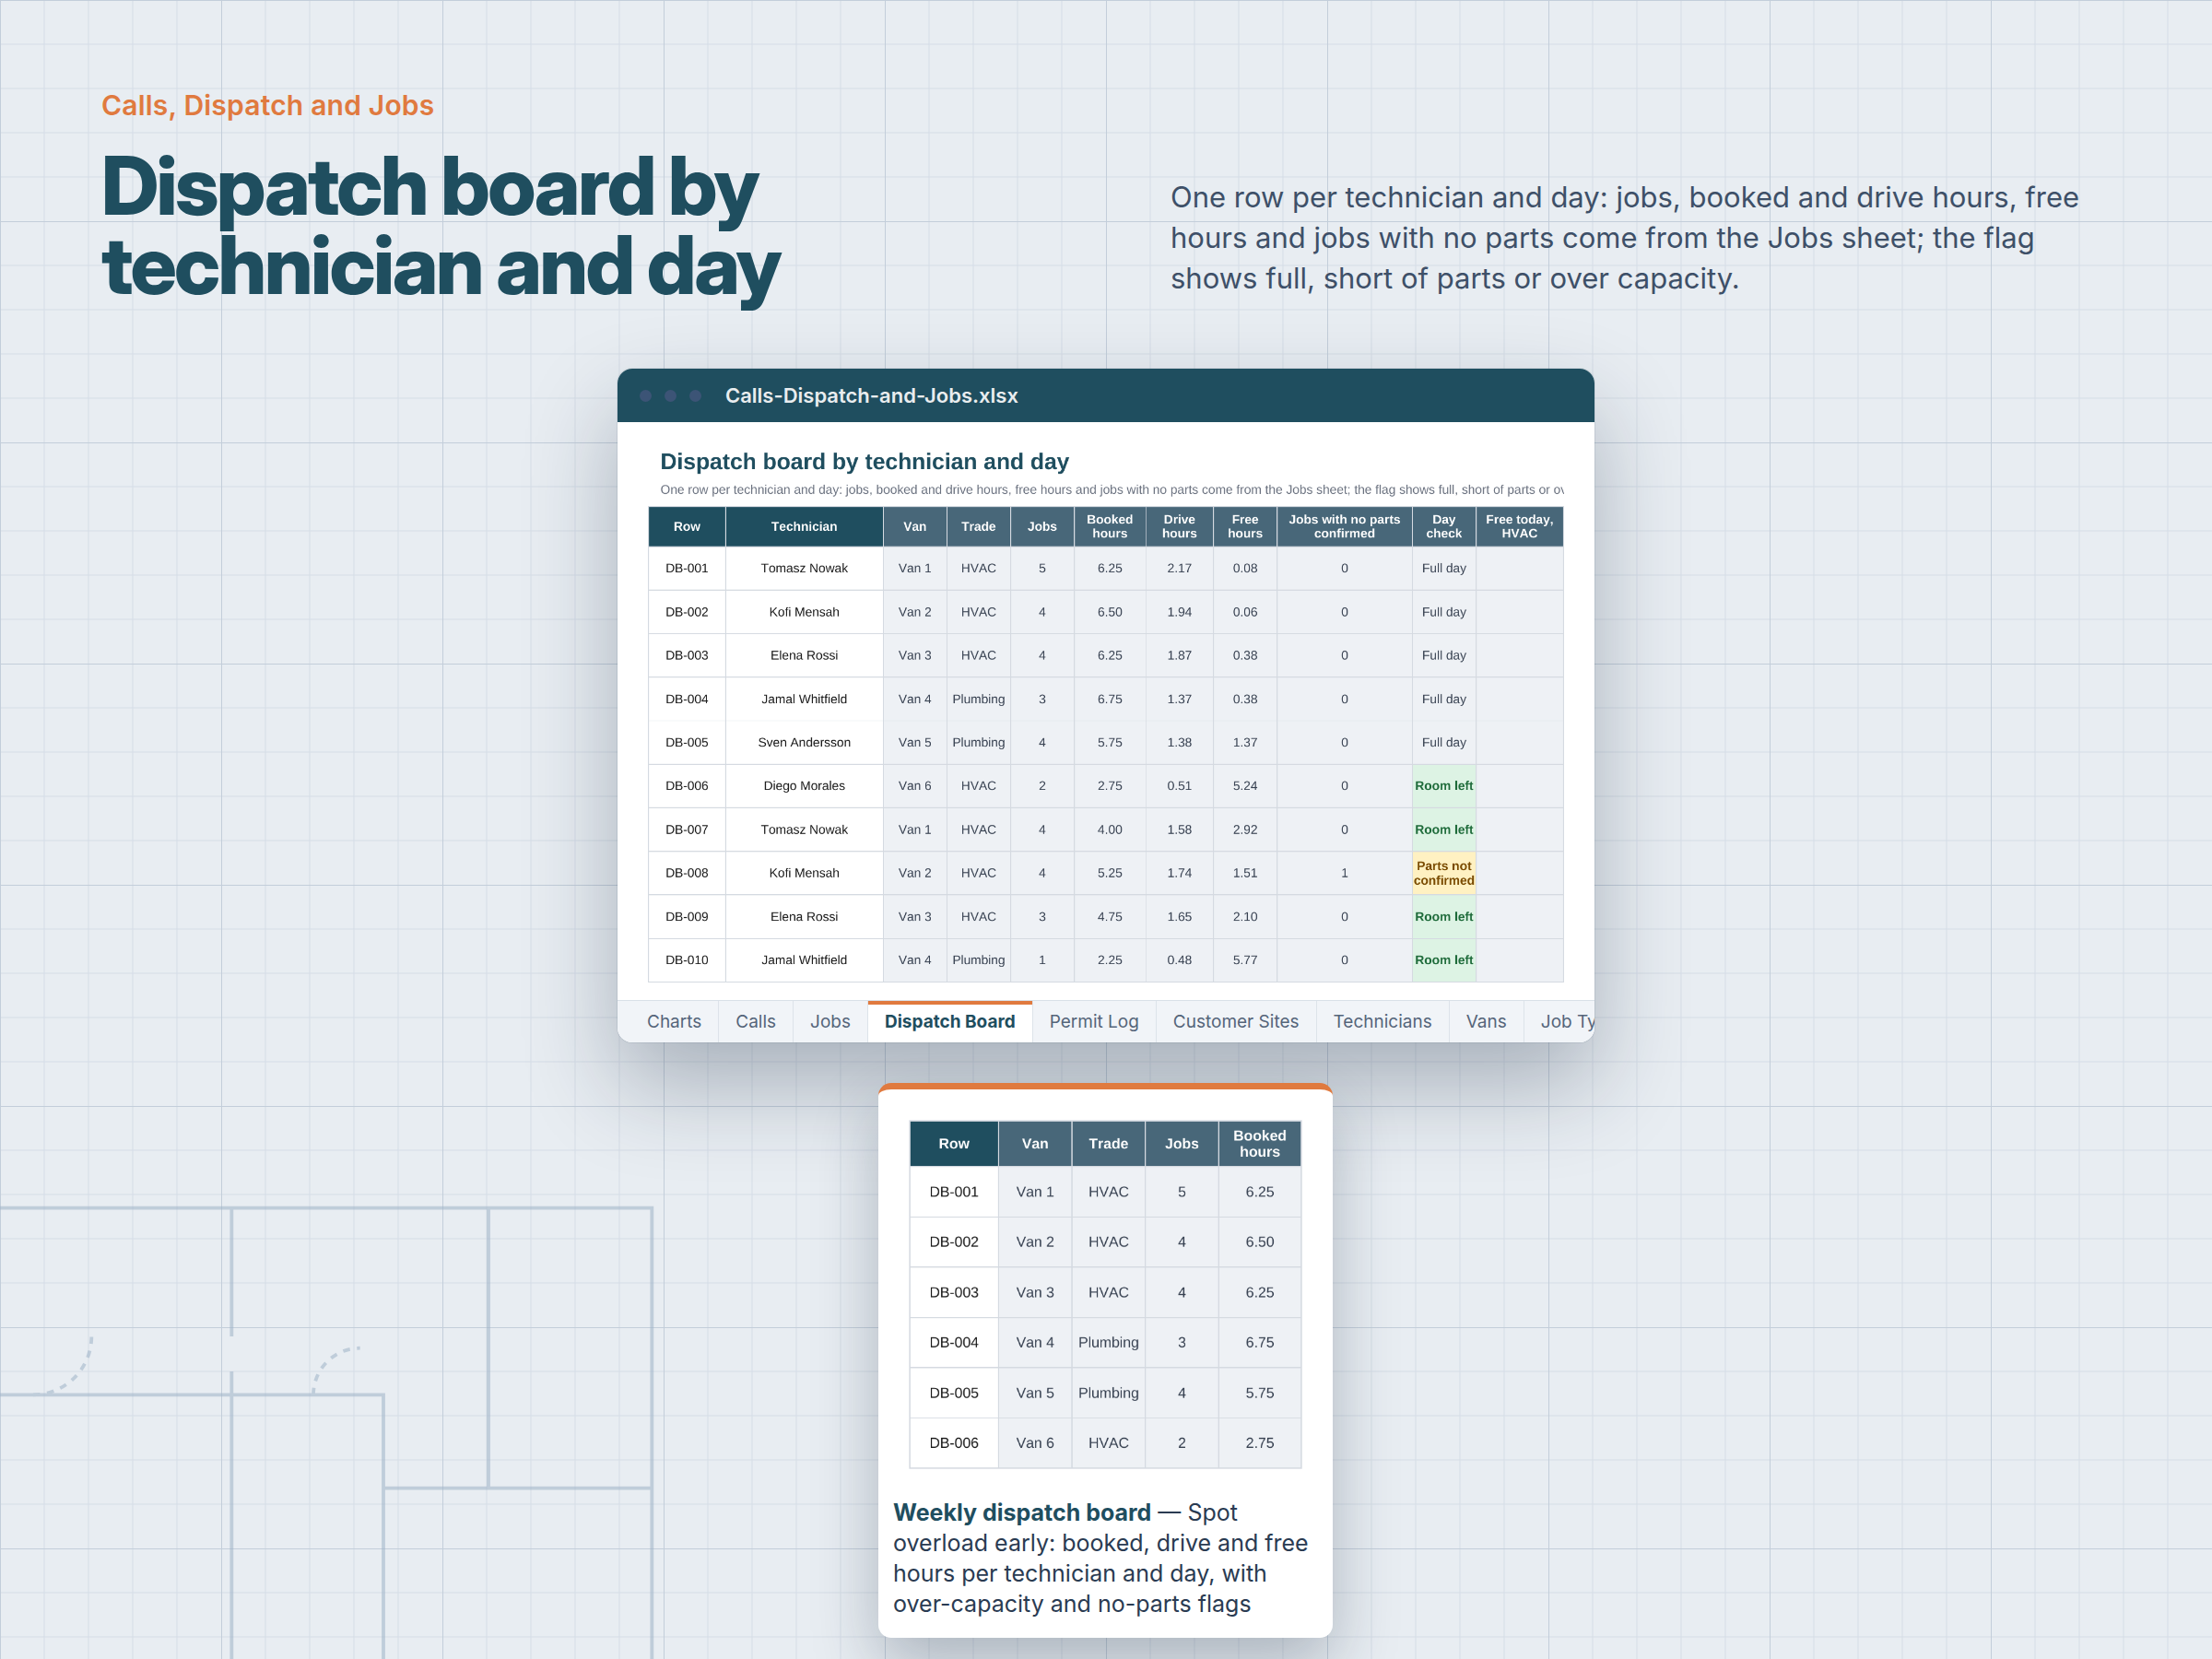 Calls, Dispatch and Jobs
Dispatch board by
technician and day
One row per technician and day: jobs, booked and drive hours, free
hours and jobs with no parts come from the Jobs sheet; the flag
shows full, short of parts or over capacity.
Calls-Dispatch-and-Jobs.xlsx
Dispatch board by technician and day
One row per technician and day: jobs, booked and drive hours, free hours and jobs with no parts come from the Jobs sheet; the flag shows full, short of parts or ov
Row Technician Van Trade Jobs Booked hours Drive hours Free hours Jobs with no parts confirmed Day check Free today, HVAC
DB-001 Tomasz Nowak Van 1 HVAC 5 6.25 2.17 0.08 0 Full day
DB-002 Kofi Mensah Van 2 HVAC 4 6.50 1.94 0.06 0 Full day
DB-003 Elena Rossi Van 3 HVAC 4 6.25 1.87 0.38 0 Full day
DB-004 Jamal Whitfield Van 4 Plumbing 3 6.75 1.37 0.38 0 Full day
DB-005 Sven Andersson Van 5 Plumbing 4 5.75 1.38 1.37 0 Full day
DB-006 Diego Morales Van 6 HVAC 2 2.75 0.51 5.24 0 Room left
DB-007 Tomasz Nowak Van 1 HVAC 4 4.00 1.58 2.92 0 Room left
DB-008 Kofi Mensah Van 2 HVAC 4 5.25 1.74 1.51 1 Parts not confirmed
DB-009 Elena Rossi Van 3 HVAC 3 4.75 1.65 2.10 0 Room left
DB-010 Jamal Whitfield Van 4 Plumbing 1 2.25 0.48 5.77 0 Room left
Charts Calls Jobs Dispatch Board Permit Log Customer Sites Technicians Vans Job Ty
Row Van Trade Jobs Booked hours
DB-001 Van 1 HVAC 5 6.25
DB-002 Van 2 HVAC 4 6.50
DB-003 Van 3 HVAC 4 6.25
DB-004 Van 4 Plumbing 3 6.75
DB-005 Van 5 Plumbing 4 5.75
DB-006 Van 6 HVAC 2 2.75
Weekly dispatch board — Spot
overload early: booked, drive and free
hours per technician and day, with
over-capacity and no-parts flags